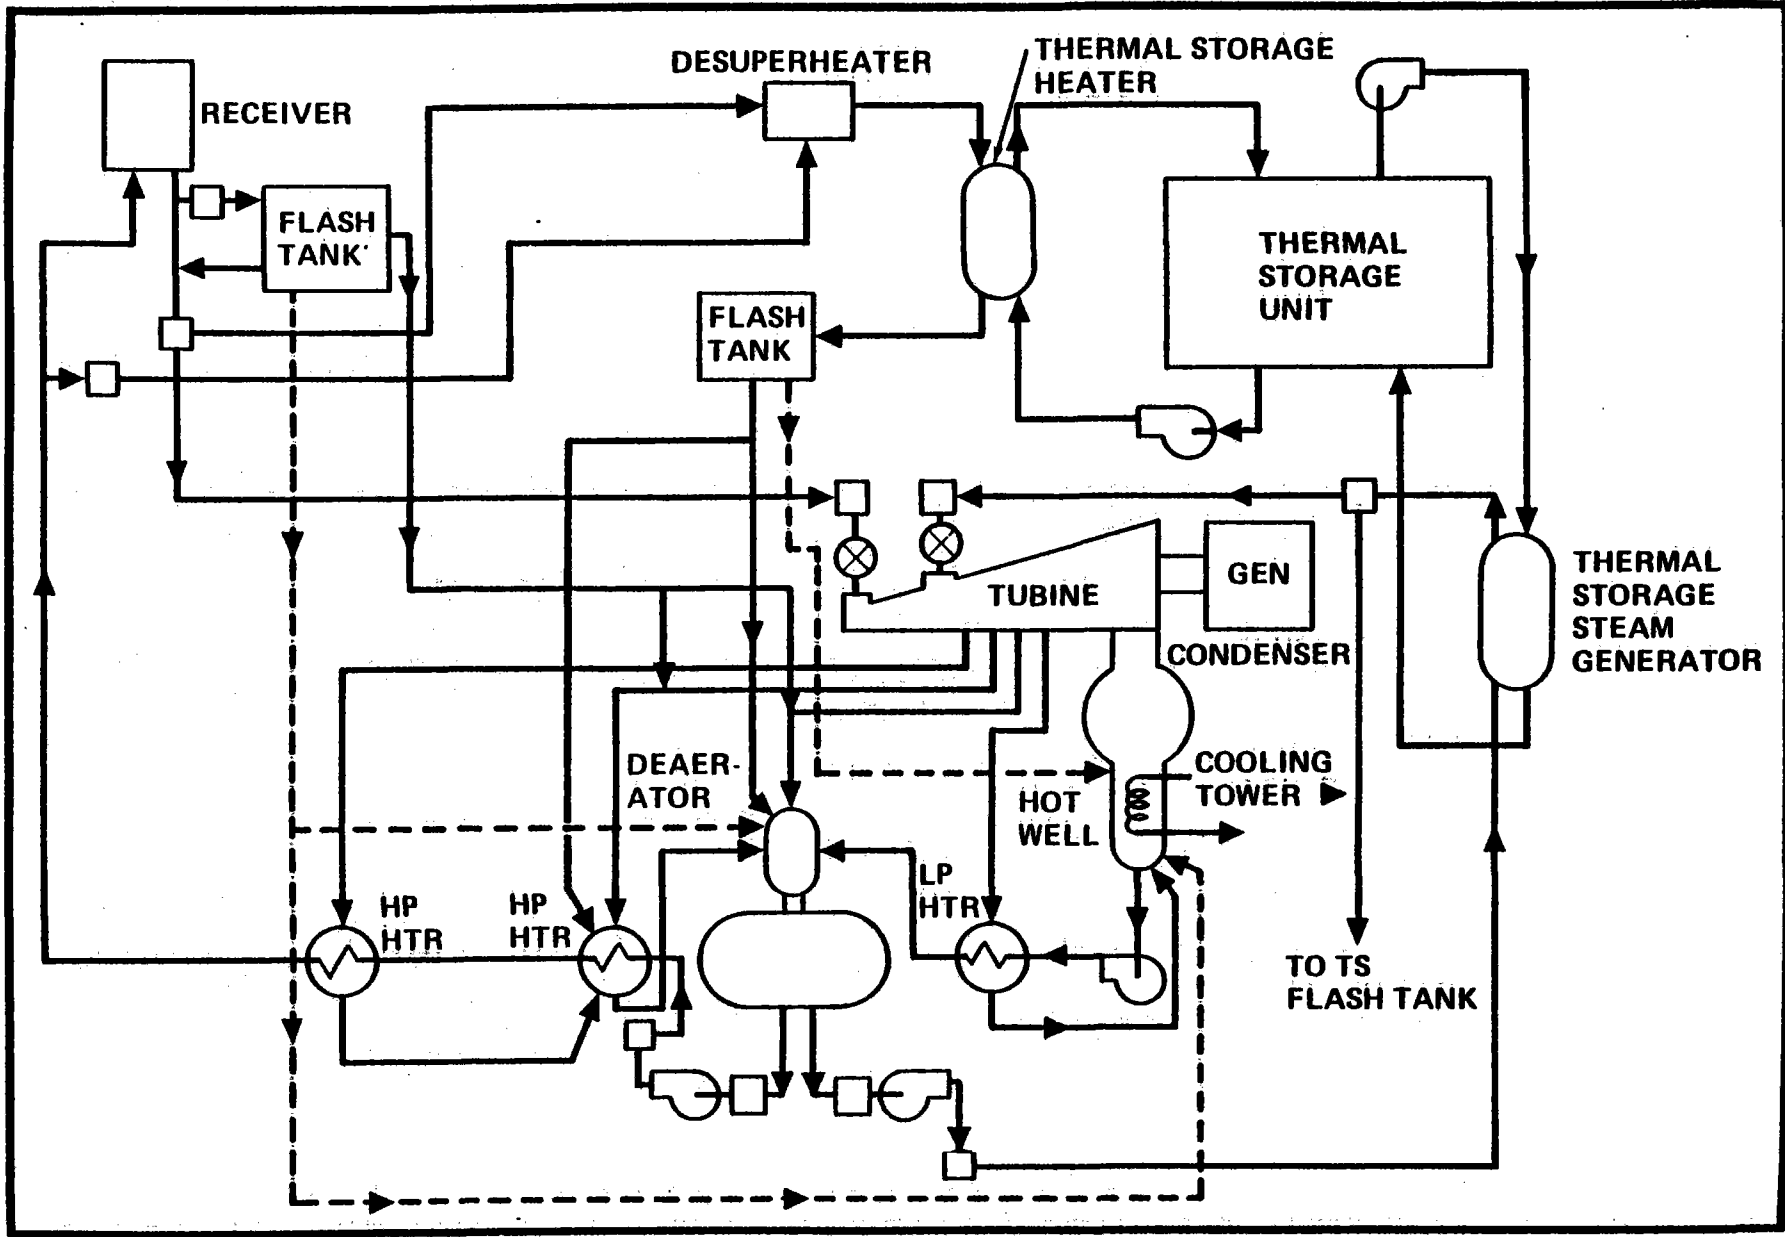 DESUPERHEATER
THERMAL STORAGE
HEATER
RECEIVER
FLASH
TANK
THERMAL
STORAGE
UNIT
FLASH
TANK
TUBINE
GEN
CONDENSER
THERMAL
STORAGE
STEAM
GENERATOR
DEAER-
ATOR
HOT
WELL
COOLING
TOWER
LP
HTR
HP
HTR
HP
HTR
TO TS
FLASH TANK